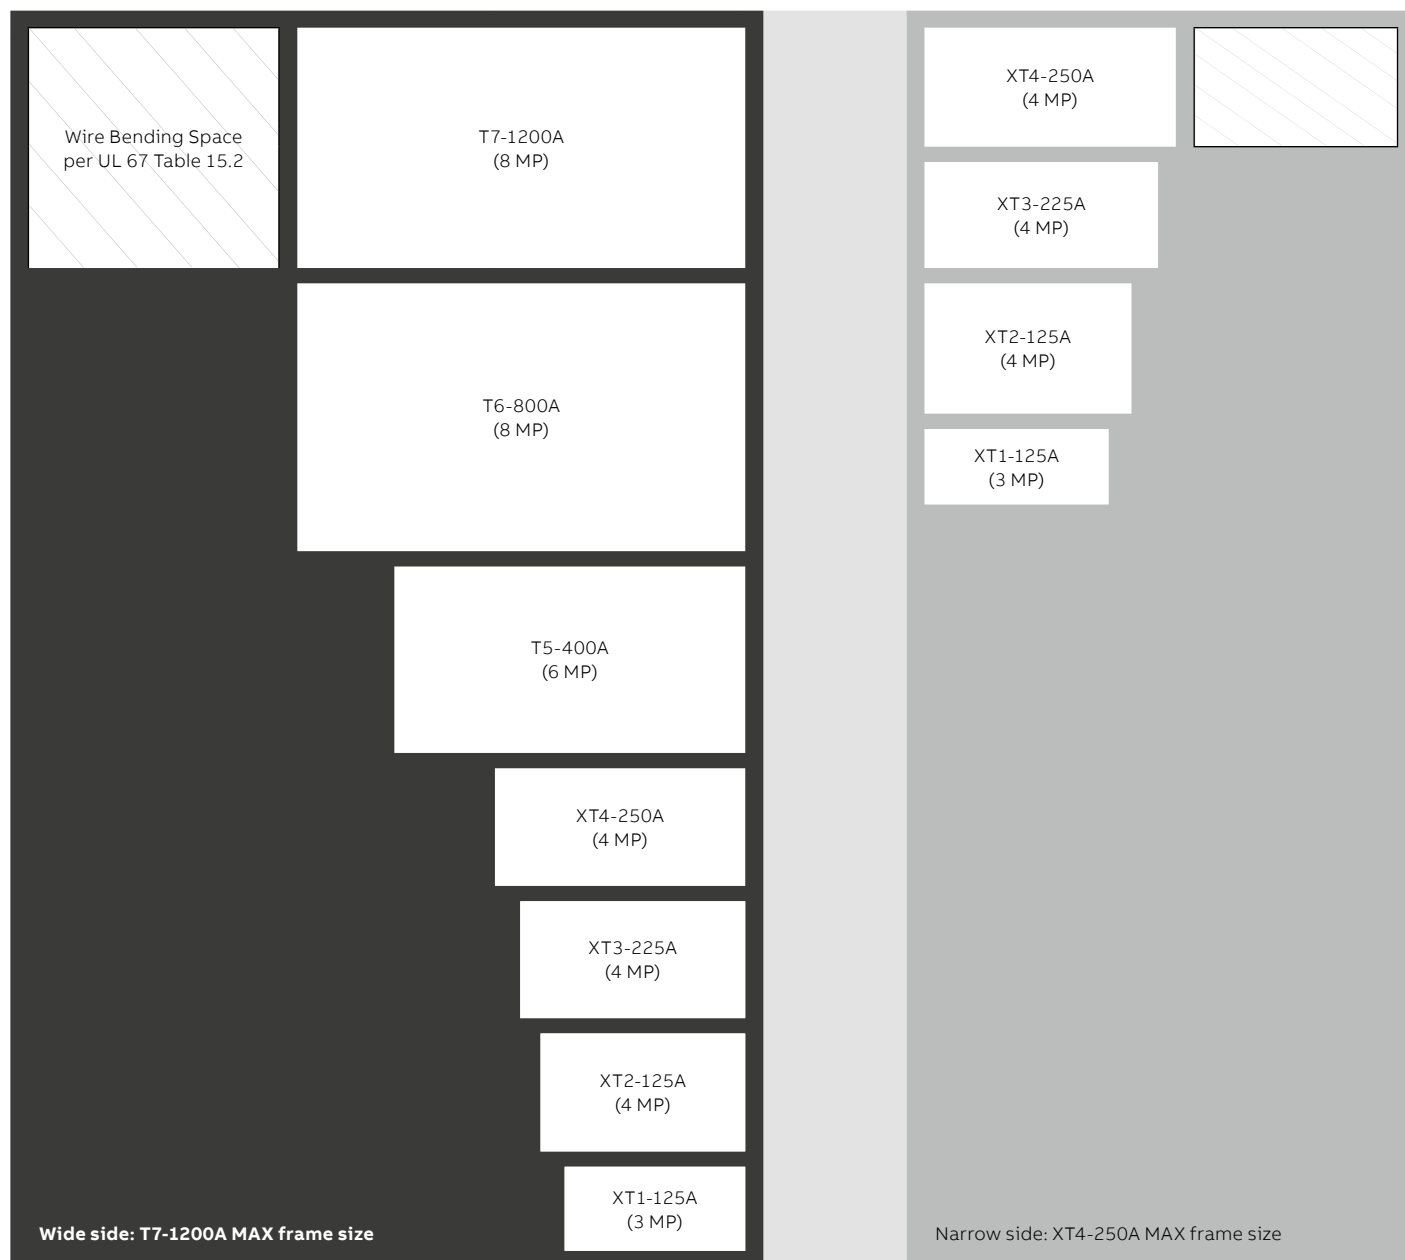 Wire Bending Space
per UL 67 Table 15.2
T7-1200A
(8 MP)
T6-800A
(8 MP)
T5-400A
(6 MP)
XT4-250A
(4 MP)
XT3-225A
(4 MP)
XT2-125A
(4 MP)
XT1-125A
(3 MP)
Wide side: T7-1200A MAX frame size
XT4-250A
(4 MP)
XT3-225A
(4 MP)
XT2-125A
(4 MP)
XT1-125A
(3 MP)
Narrow side: XT4-250A MAX frame size